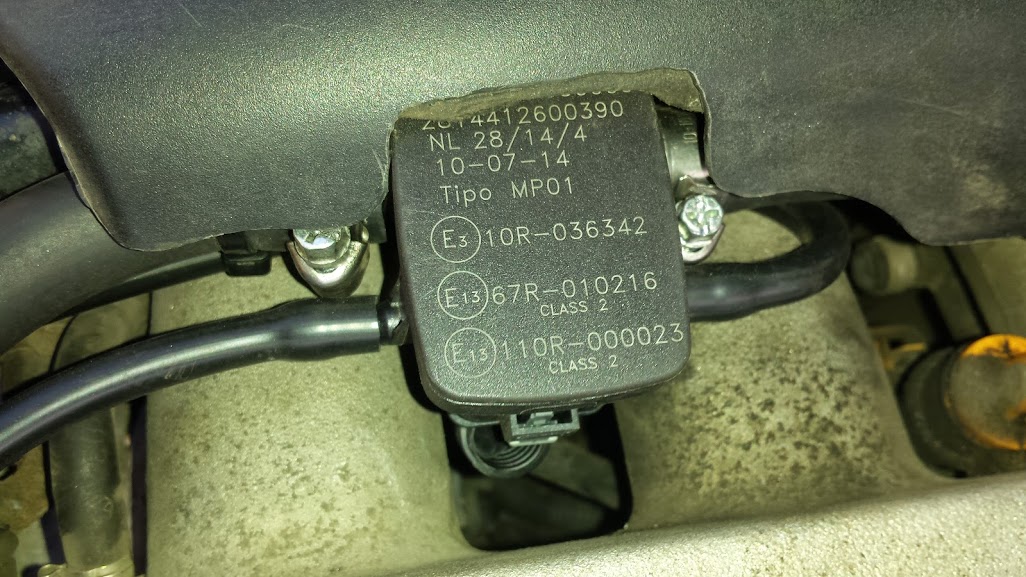 2814412600390
NL 28/14/4
10-07-14
Tipo MP01
E3 10R-036342
E13 67R-010216
CLASS 2
E13 110R-000023
CLASS 2